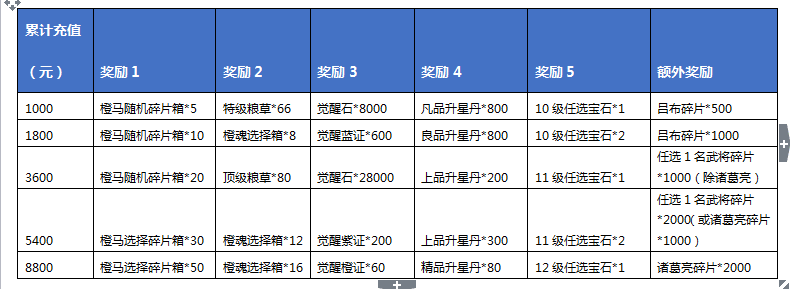 累计充值
（元） 奖励 1 奖励 2 奖励 3 奖励 4 奖励 5 额外奖励
1000 橙马随机碎片箱*5 特级粮草*66 觉醒石*8000 凡品升星丹*800 10 级任选宝石*1 吕布碎片*500
1800 橙马随机碎片箱*10 橙魂选择箱*8 觉醒蓝证*600 良品升星丹*800 10 级任选宝石*2 吕布碎片*1000
任选 1 名武将碎片
3600 橙马随机碎片箱*20 顶级粮草*80 觉醒石*28000 上品升星丹*200 11 级任选宝石*1 *1000（除诸葛亮）
任选 1 名武将碎片
*2000( 或诸葛亮碎片
5400 橙马选择碎片箱*30 橙魂选择箱*12 觉醒紫证*200 上品升星丹*300 11 级任选宝石*2 *1000）
8800 橙马选择碎片箱*50 橙魂选择箱*16 觉醒橙证*60 精品升星丹*80 12 级任选宝石*1 诸葛亮碎片*2000